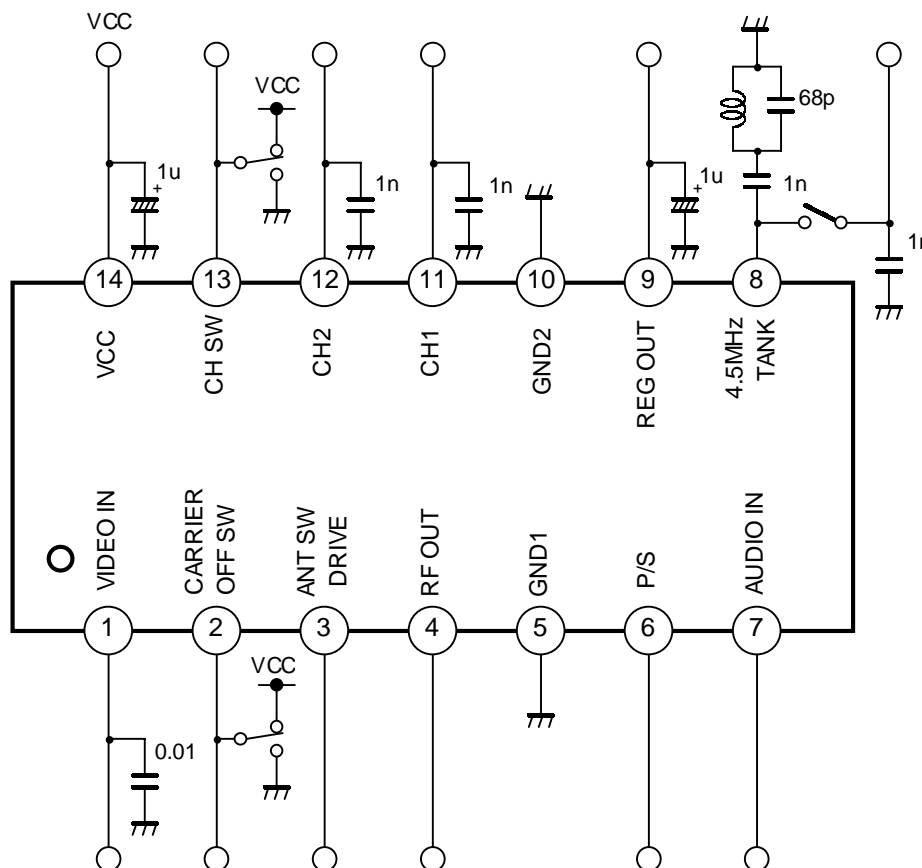 VCC
VCC
68p
1u
+
1n
1n
1u
+
1n
14
13
12
11
10
9
8
VCC
CH SW
CH2
CH1
GND2
REG OUT
4.5MHz
TANK
VIDEO IN
CARRIER
OFF SW
ANT SW
DRIVE
RF OUT
GND1
P/S
AUDIO IN
1
2
3
4
5
6
7
VCC
0.01